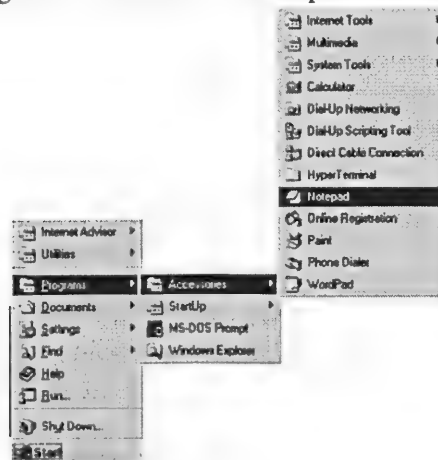 Internet Tools
Multimedia
System Tools
Calculator
Dial-Up Networking
Dial-Up Scripting Tool
Direct Cable Connection
HyperTerminal
Notepad
Online Registration
Paint
Phone Dialer
WordPad
Internet Advisor
Utilities
Programs
Documents
Settings
Find
Help
Run...
Shut Down...
Start
Accessories
StartUp
MS-DOS Prompt
Windows Explorer